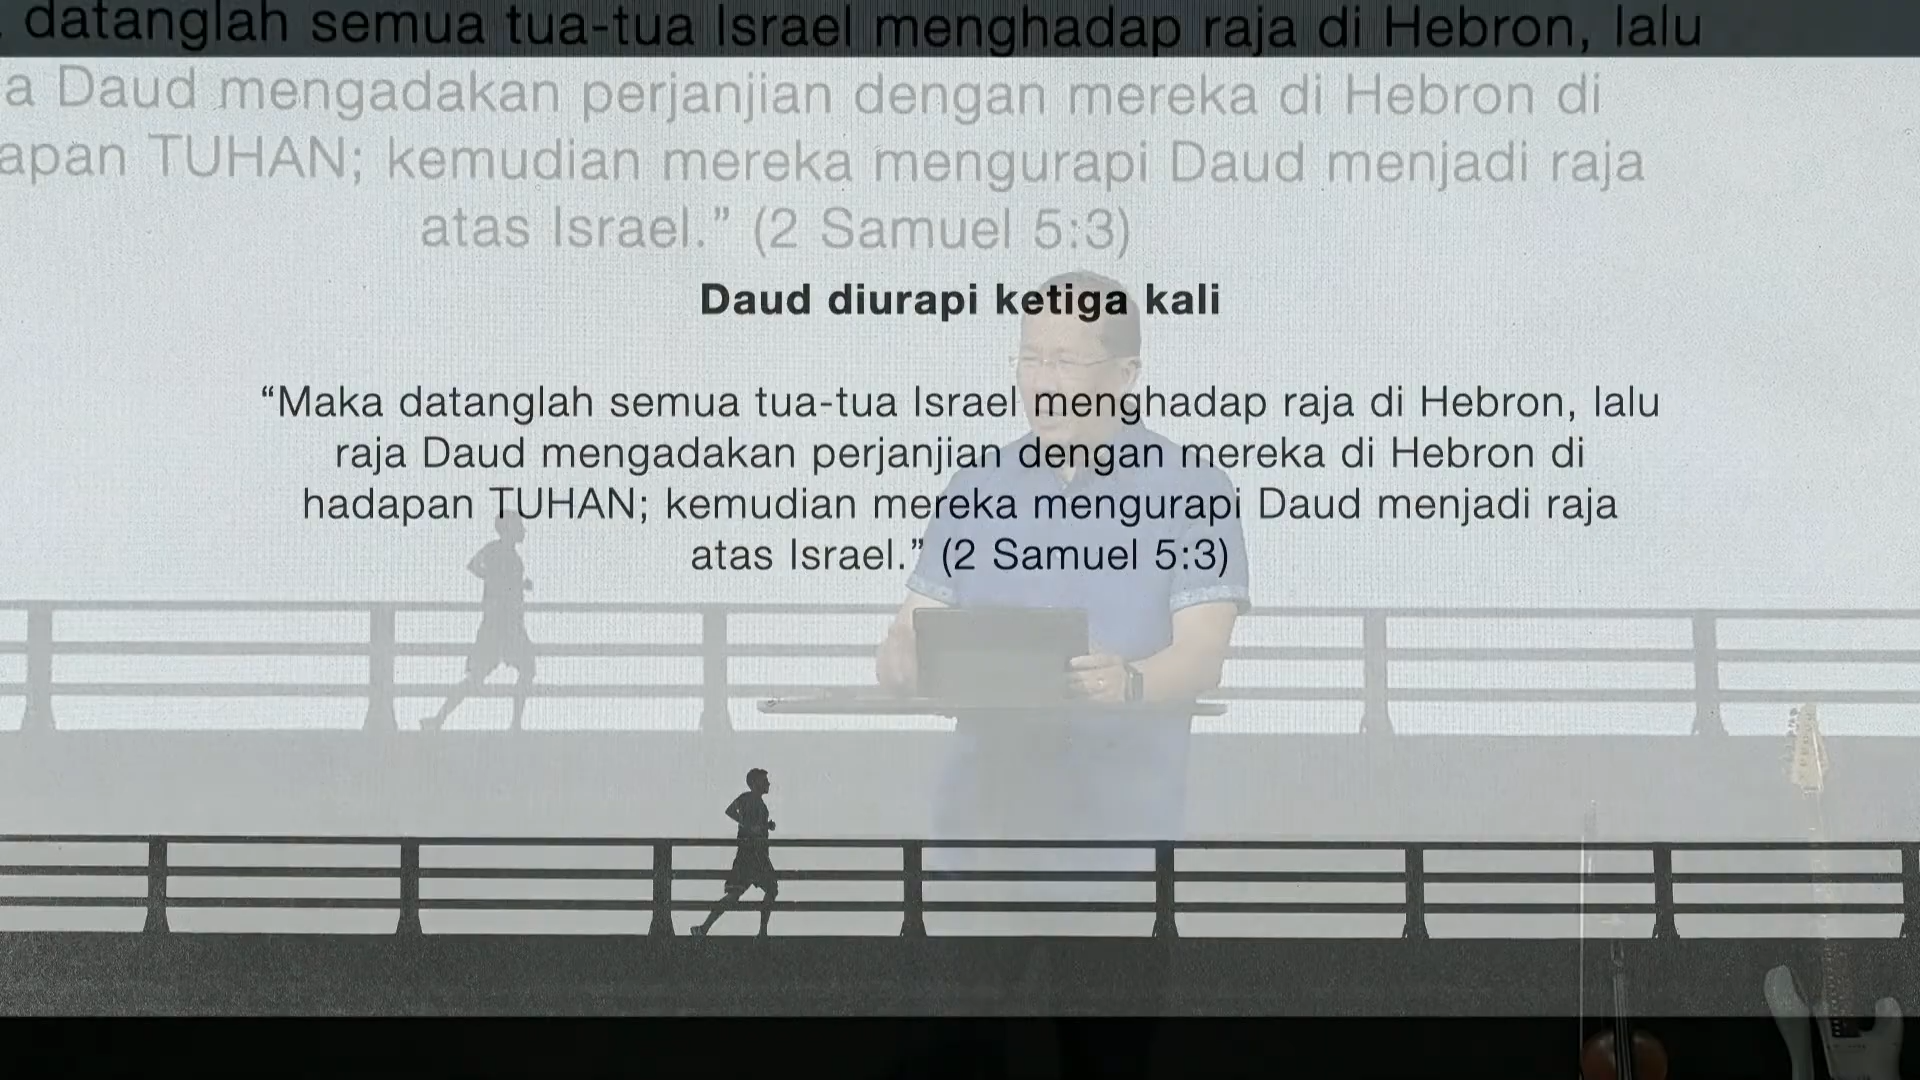 datanglah semua tua-tua Israel menghadap raja di Hebron, lalu
a Daud mengadakan perjanjian dengan mereka di Hebron di
apan TUHAN; kemudian mereka mengurapi Daud menjadi raja
atas Israel.” (2 Samuel 5:3)
Daud diurapi ketiga kali
“Maka datanglah semua tua-tua Israel menghadap raja di Hebron, lalu
raja Daud mengadakan perjanjian dengan mereka di Hebron di
hadapan TUHAN; kemudian mereka mengurapi Daud menjadi raja
atas Israel.” (2 Samuel 5:3)